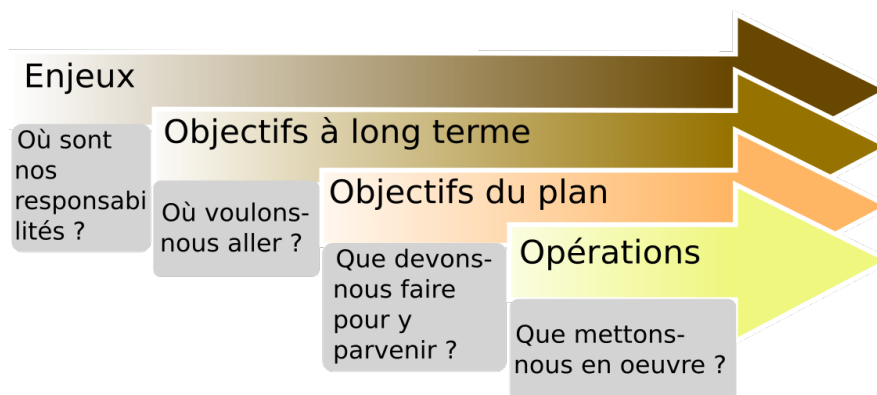 Enjeux
Où sont
nos
responsabi
lités ?
Objectifs à long terme
Où voulons-
nous aller ?
Objectifs du plan
Que devons-
nous faire
pour y
parvenir ?
Opérations
Que mettons-
nous en oeuvre ?